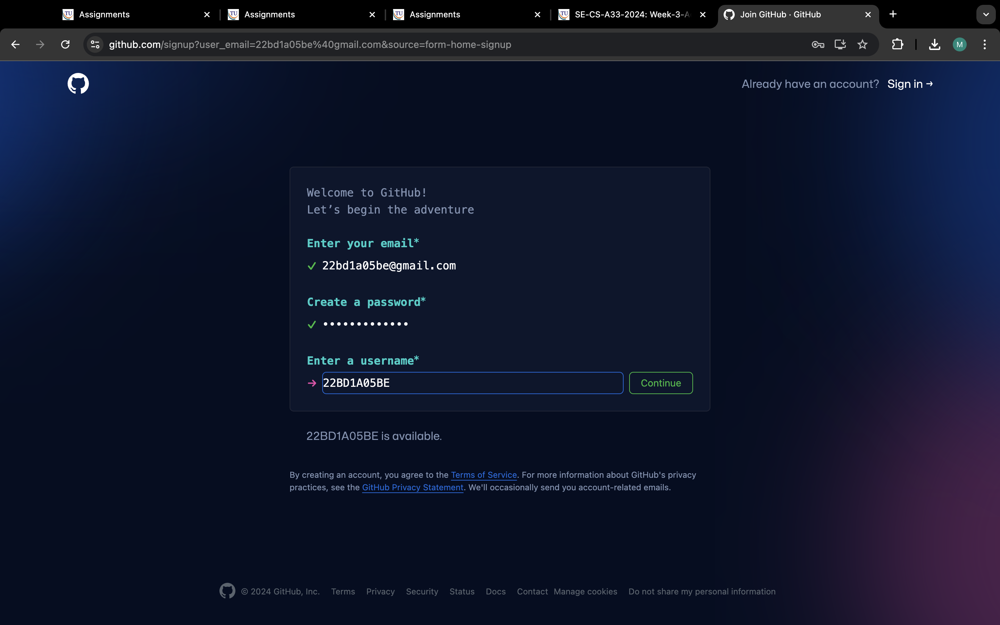 TU Assignments
TU Assignments
TU Assignments
TU SE-CS-A33-2024: Week-3-A
Join GitHub · GitHub
github.com/signup?user_email=22bd1a05be%40gmail.com&source=form-home-signup
M
Already have an account? Sign in →
Welcome to GitHub!
Let’s begin the adventure
Enter your email*
✓ 22bd1a05be@gmail.com
Create a password*
✓ •••••••••••••
Enter a username*
→ 22BD1A05BE Continue
22BD1A05BE is available.
By creating an account, you agree to the Terms of Service. For more information about GitHub's privacy
practices, see the GitHub Privacy Statement. We'll occasionally send you account-related emails.
© 2024 GitHub, Inc. Terms Privacy Security Status Docs Contact Manage cookies Do not share my personal information